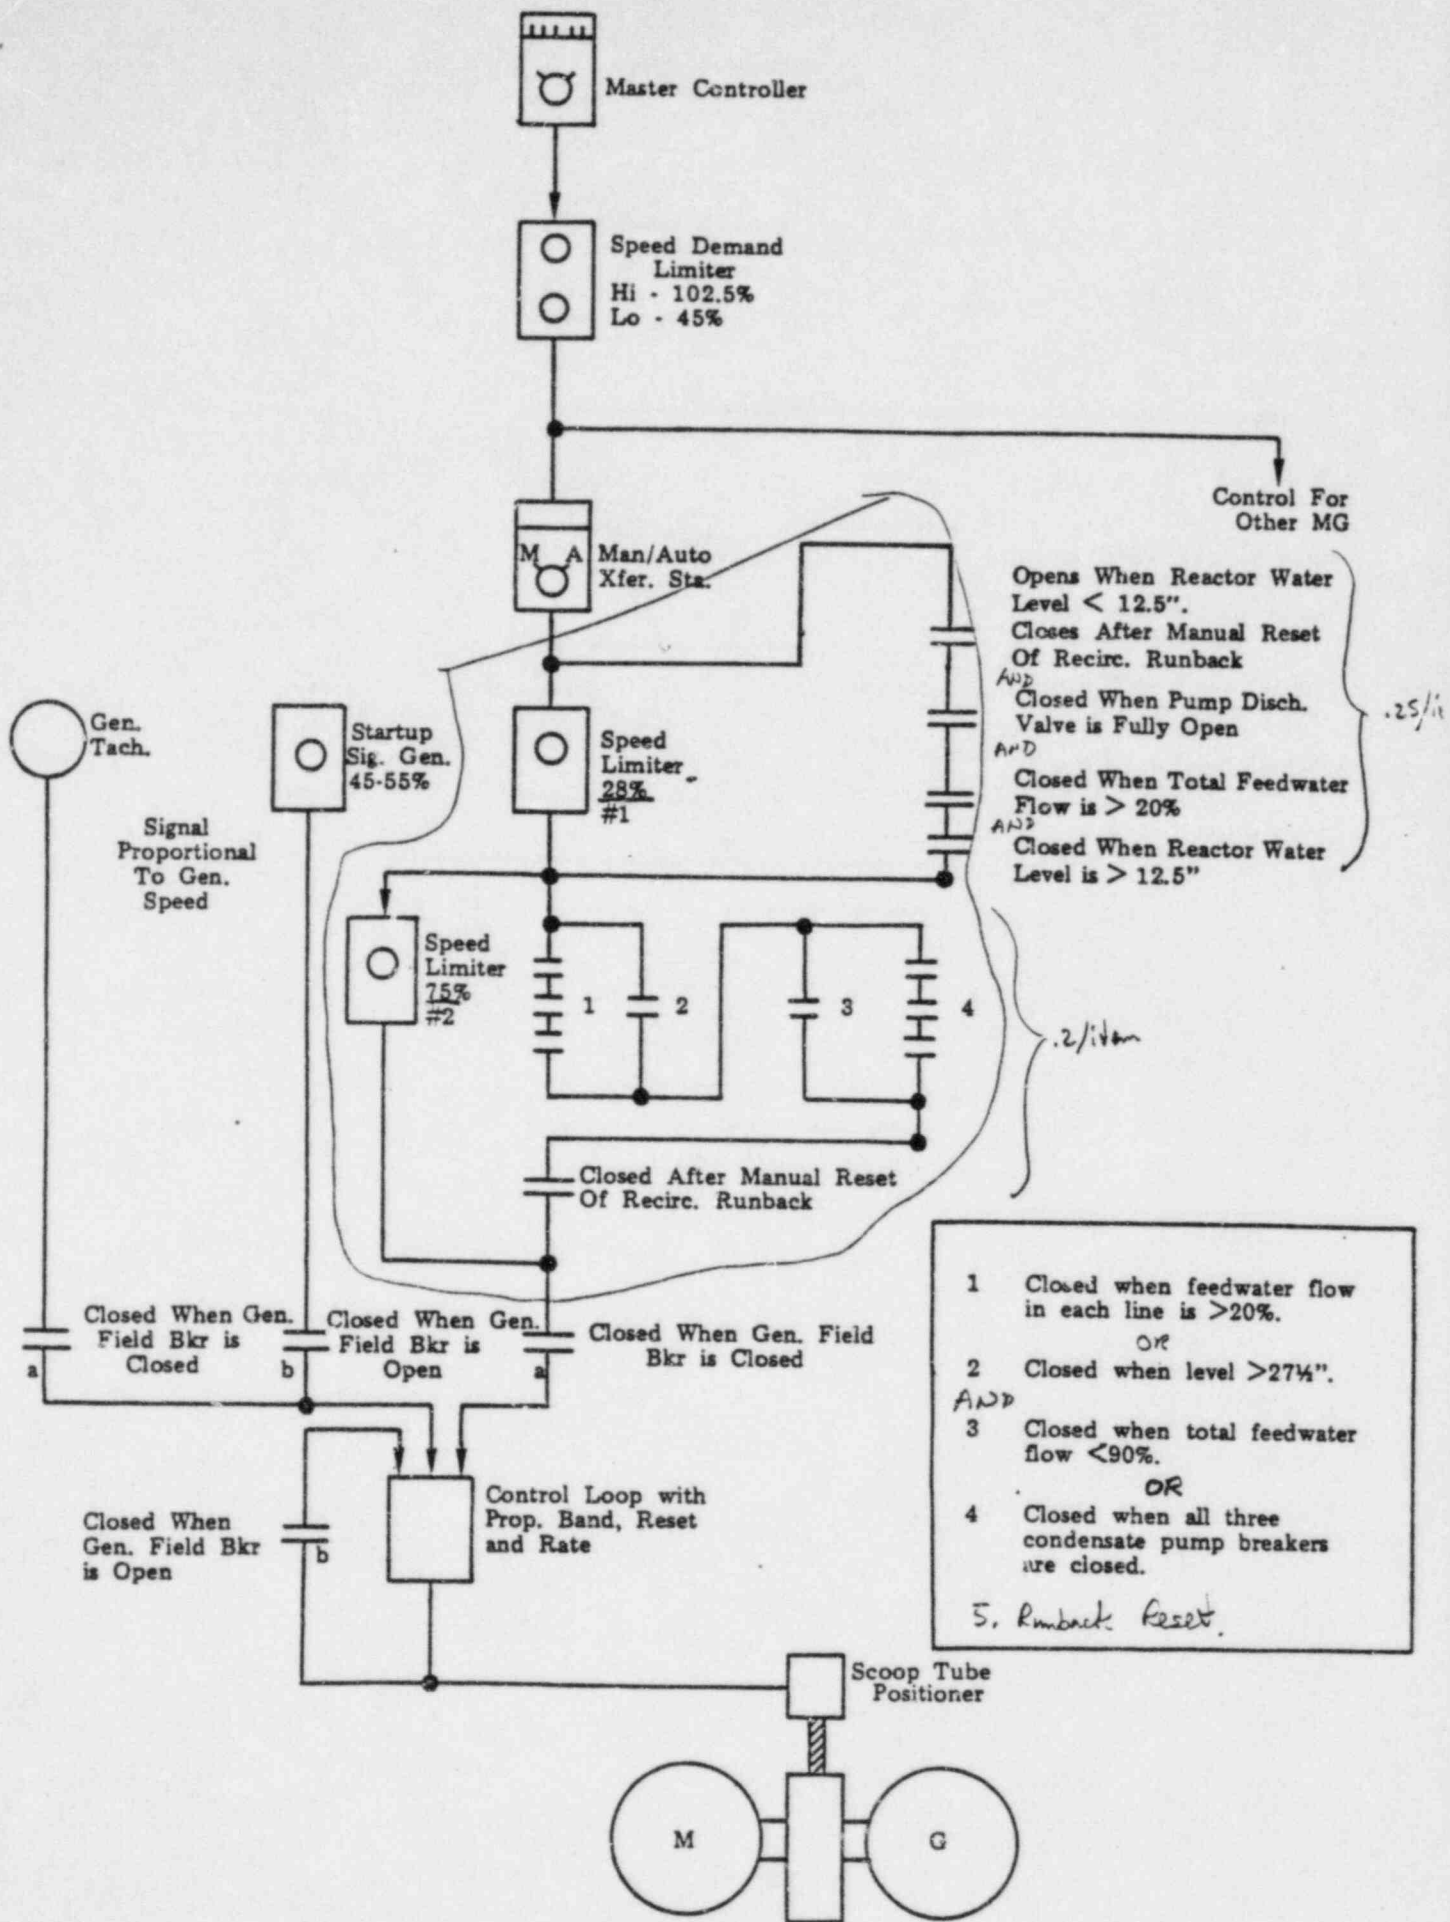 Master Controller
Speed Demand
Limiter
Hi - 102.5%
Lo - 45%
Control For
Other MG
M A
Man/Auto
Xfer. Sta.
Opens When Reactor Water
Level < 12.5".
Closes After Manual Reset
Of Recirc. Runback
AND
Closed When Pump Disch.
Valve is Fully Open
AND
Closed When Total Feedwater
Flow is > 20%
AND
Closed When Reactor Water
Level is > 12.5"
Gen.
Tach.
Startup
Sig. Gen.
45-55%
Speed
Limiter
28%
#1
Signal
Proportional
To Gen.
Speed
Speed
Limiter
75%
#2
1
2
3
4
.2/item
Closed After Manual Reset
Of Recirc. Runback
Closed When Gen.
Field Bkr is
Closed
a
Closed When Gen.
Field Bkr is
Open
b
Closed When Gen. Field
Bkr is Closed
a
1 Closed when feedwater flow
in each line is >20%.
OR
2 Closed when level >27½".
AND
3 Closed when total feedwater
flow <90%.
OR
4 Closed when all three
condensate pump breakers
are closed.
5. Runback Reset.
Closed When
Gen. Field Bkr
is Open
b
Control Loop with
Prop. Band, Reset
and Rate
Scoop Tube
Positioner
M
G